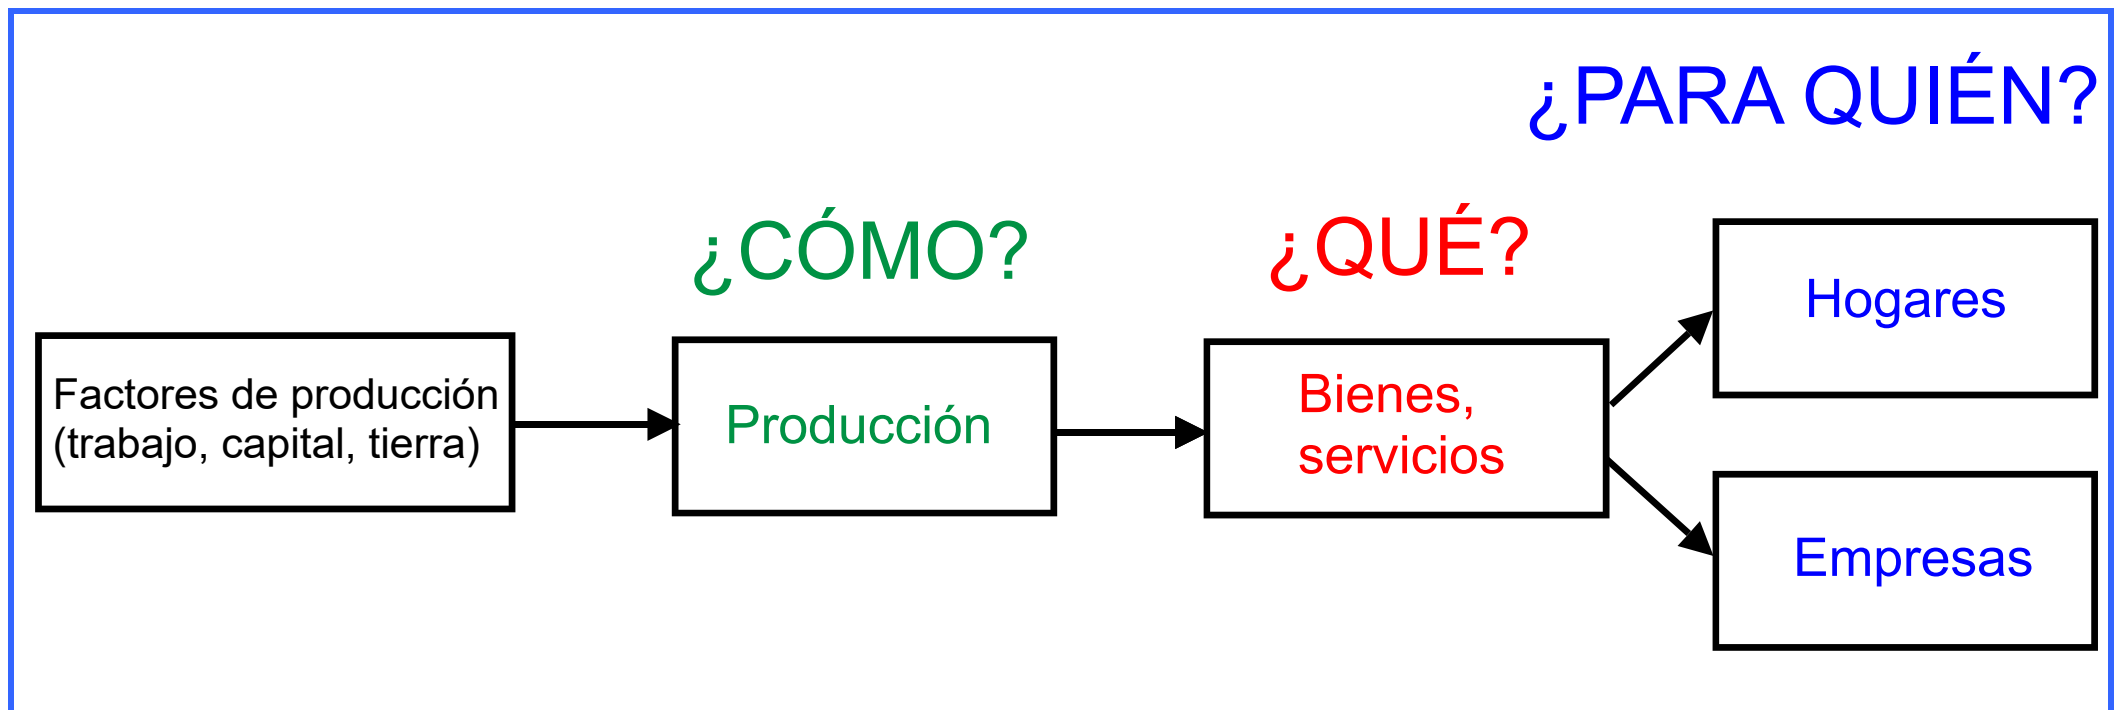 ¿PARA QUIÉN?
¿CÓMO?
¿QUÉ?
Factores de producción
(trabajo, capital, tierra)
Producción
Bienes,
servicios
Hogares
Empresas